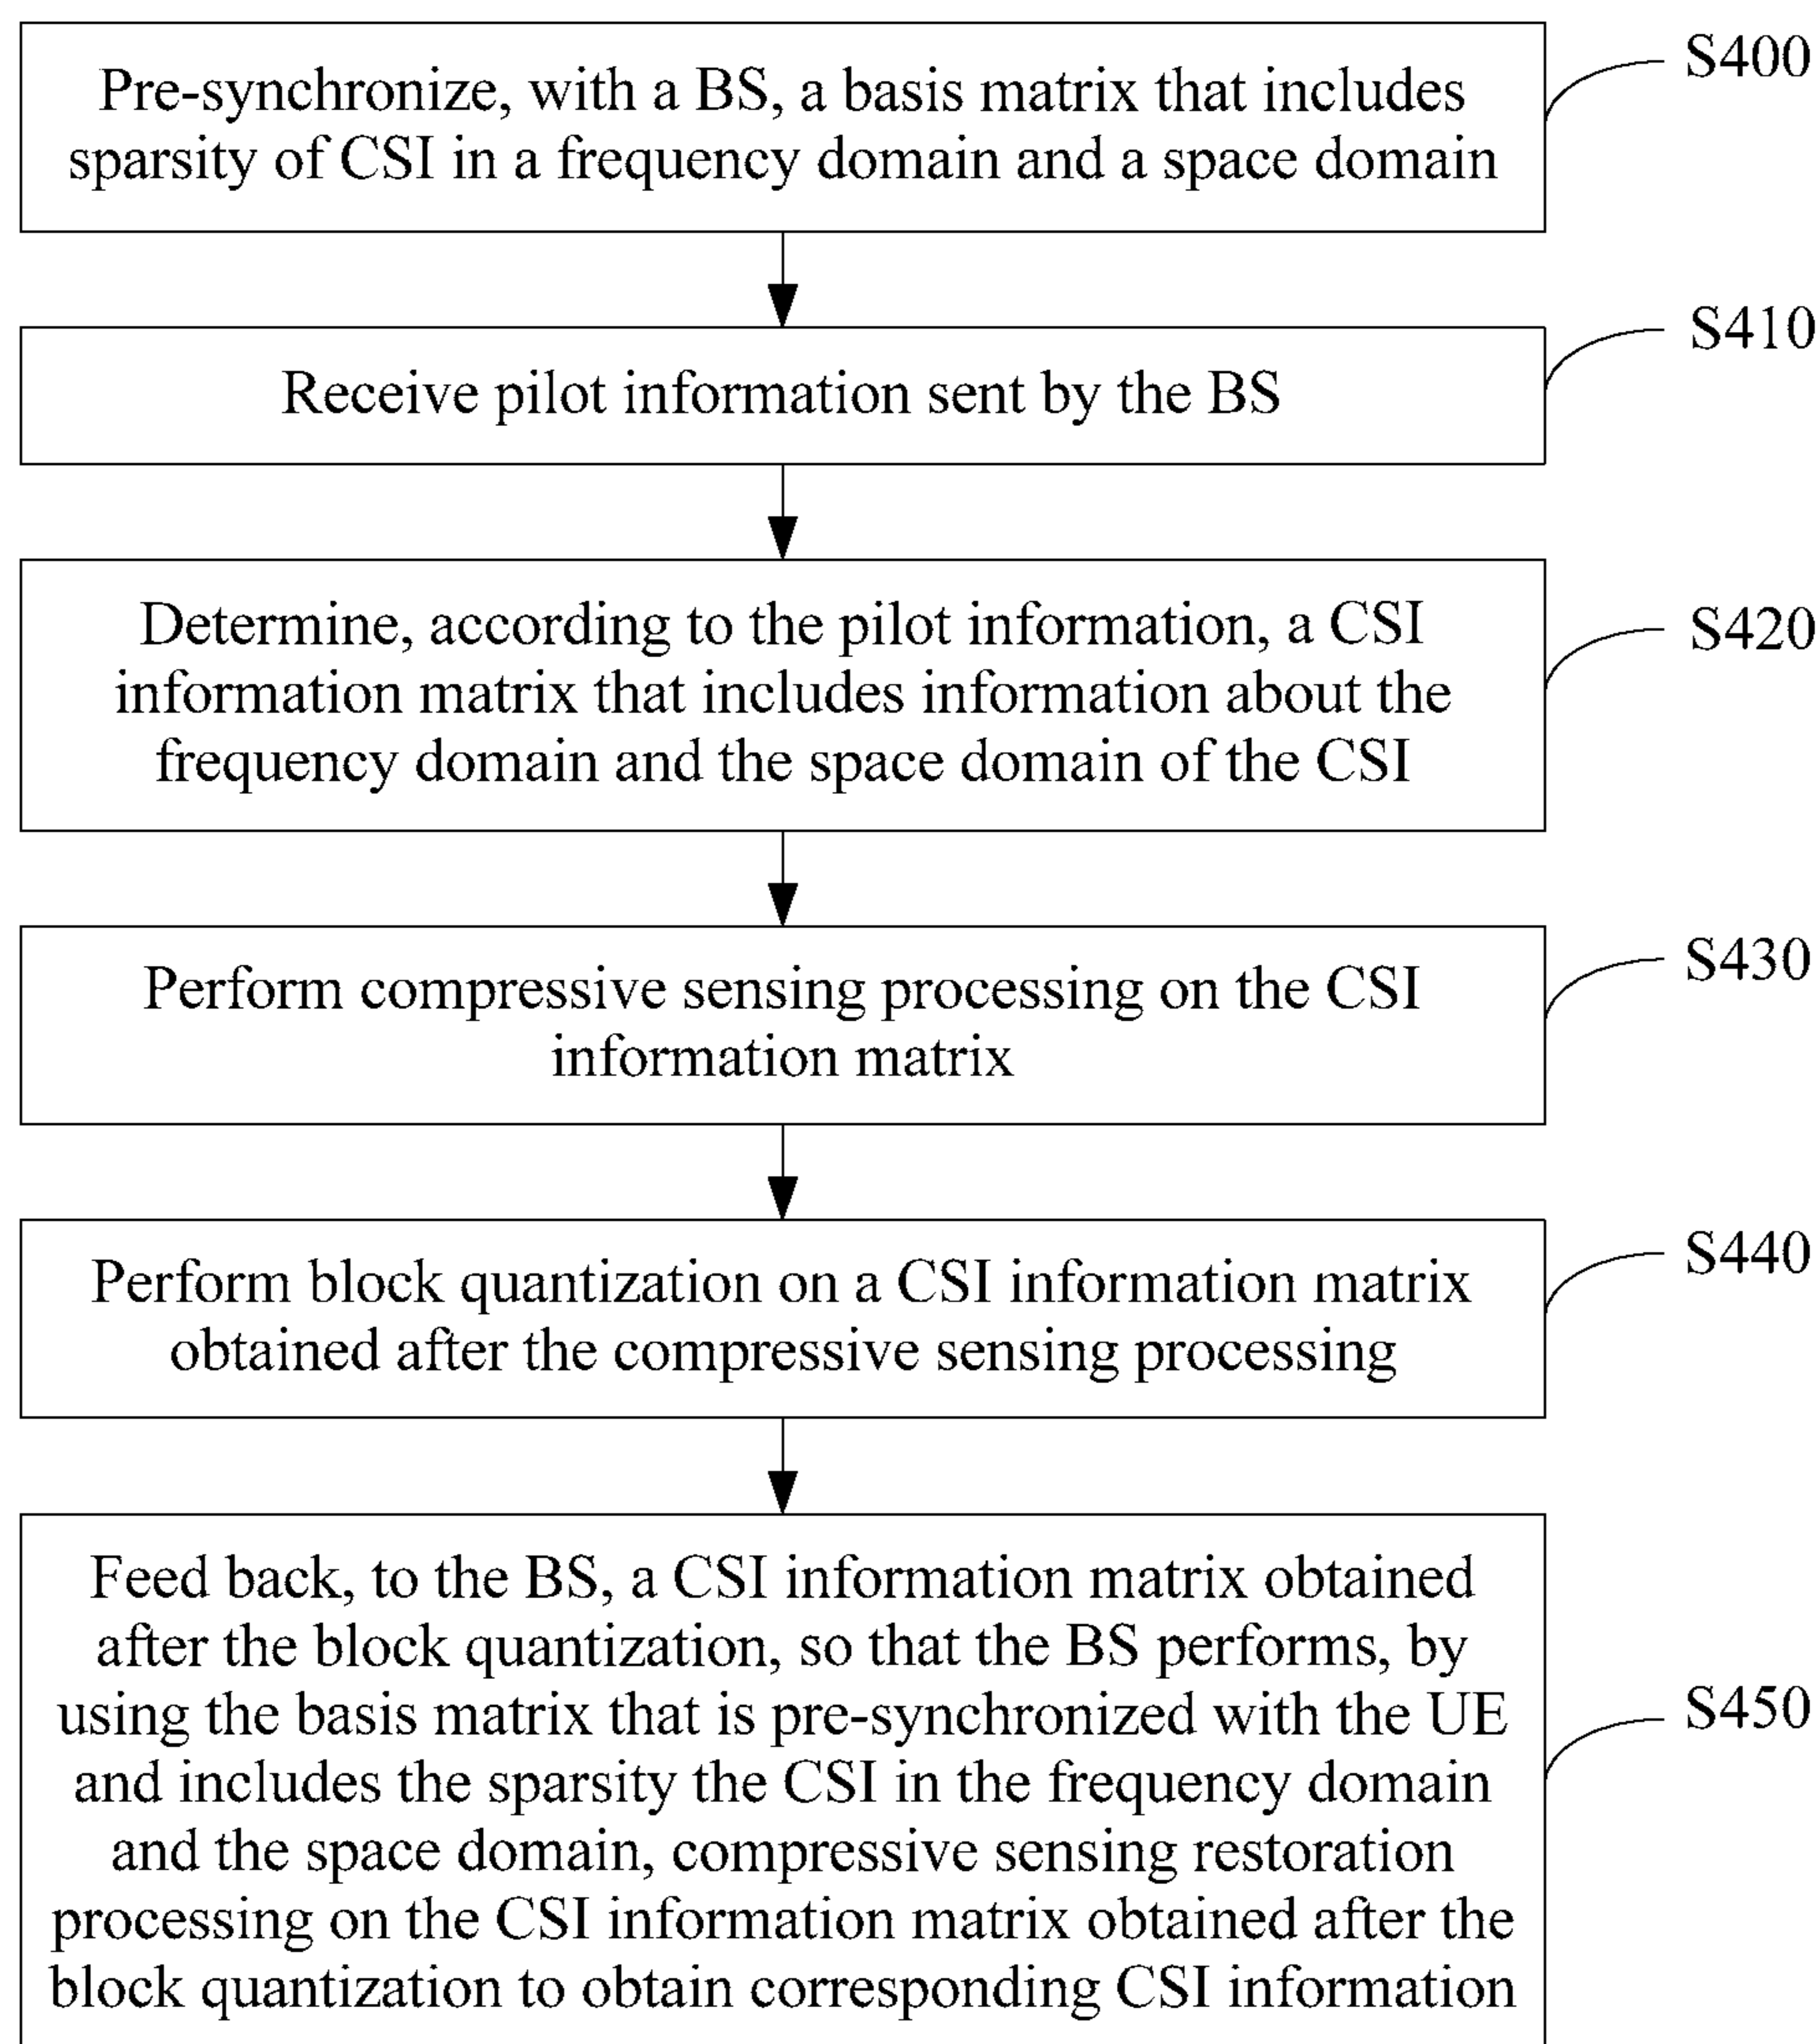 Pre-synchronize, with a BS, a basis matrix that includes
sparsity of CSI in a frequency domain and a space domain
S400
Receive pilot information sent by the BS
S410
Determine, according to the pilot information, a CSI
information matrix that includes information about the
frequency domain and the space domain of the CSI
S420
Perform compressive sensing processing on the CSI
information matrix
S430
Perform block quantization on a CSI information matrix
obtained after the compressive sensing processing
S440
Feed back, to the BS, a CSI information matrix obtained
after the block quantization, so that the BS performs, by
using the basis matrix that is pre-synchronized with the UE
and includes the sparsity the CSI in the frequency domain
and the space domain, compressive sensing restoration
processing on the CSI information matrix obtained after the
block quantization to obtain corresponding CSI information
S450